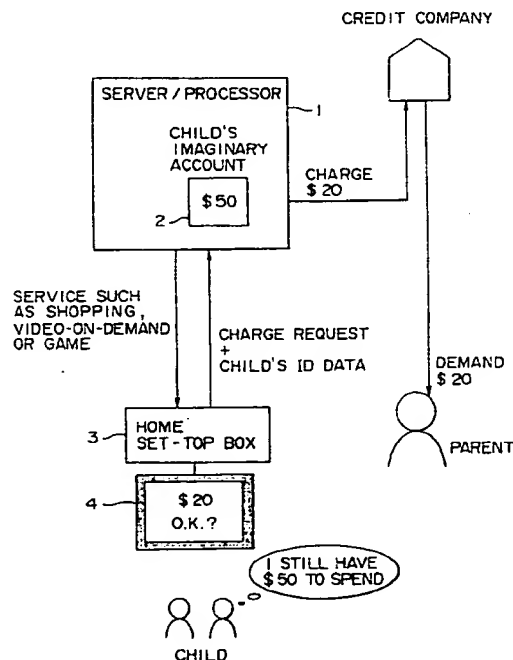 CREDIT COMPANY
SERVER / PROCESSOR
1
CHILD'S
IMAGINARY
ACCOUNT
2
$50
CHARGE
$20
SERVICE SUCH
AS SHOPPING,
VIDEO-ON-DEMAND
OR GAME
CHARGE REQUEST
+
CHILD'S ID DATA
DEMAND
$20
3
HOME
SET-TOP BOX
PARENT
4
$20
O.K.?
I STILL HAVE
$50 TO SPEND
CHILD